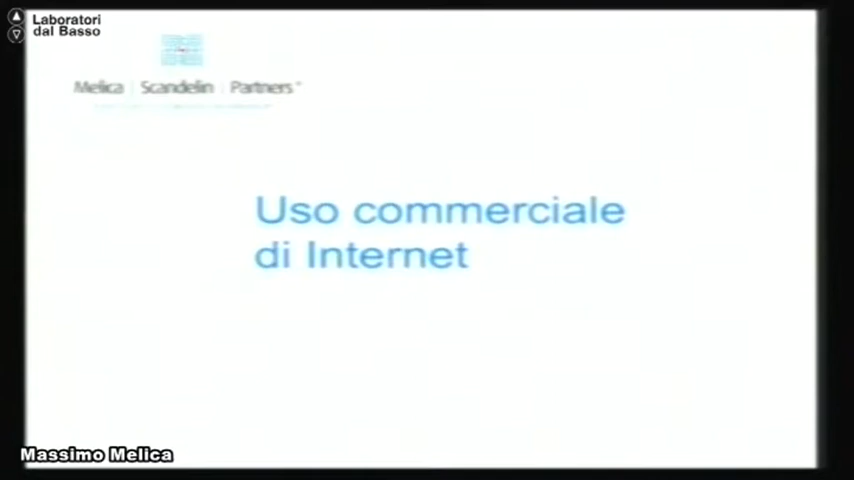 Laboratori
dal Basso
Melica | Scandelin | Partners
Uso commerciale
di Internet
Massimo Melica